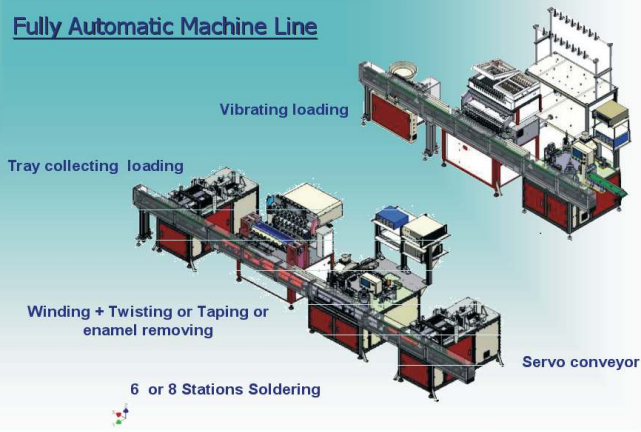 Fully Automatic Machine Line
Vibrating loading
Tray collecting loading
Winding + Twisting or Taping or
enamel removing
Servo conveyor
6 or 8 Stations Soldering